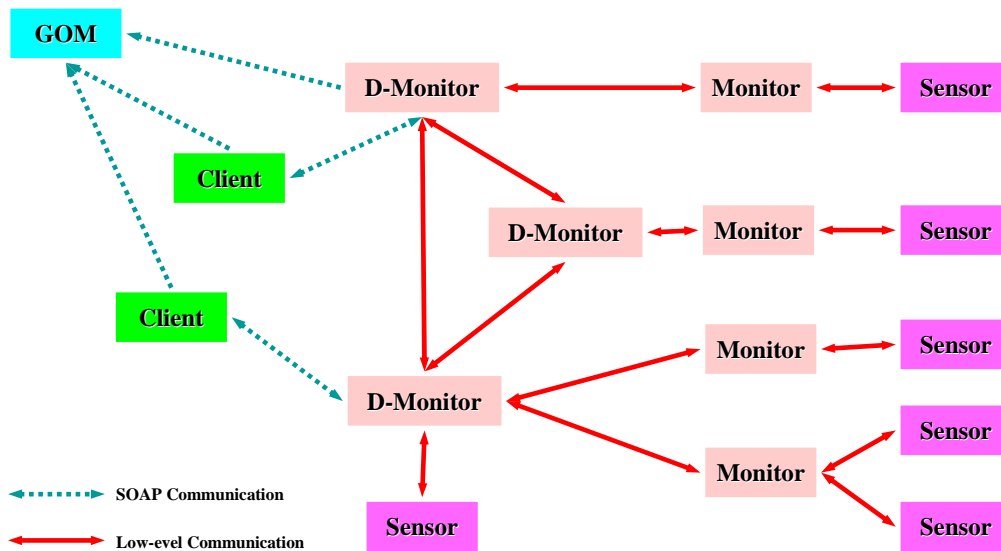 GOM
D-Monitor
Monitor
Sensor
Client
D-Monitor
Monitor
Sensor
Client
Monitor
Sensor
D-Monitor
Sensor
Monitor
SOAP Communication
Sensor
Sensor
Low-evel Communication